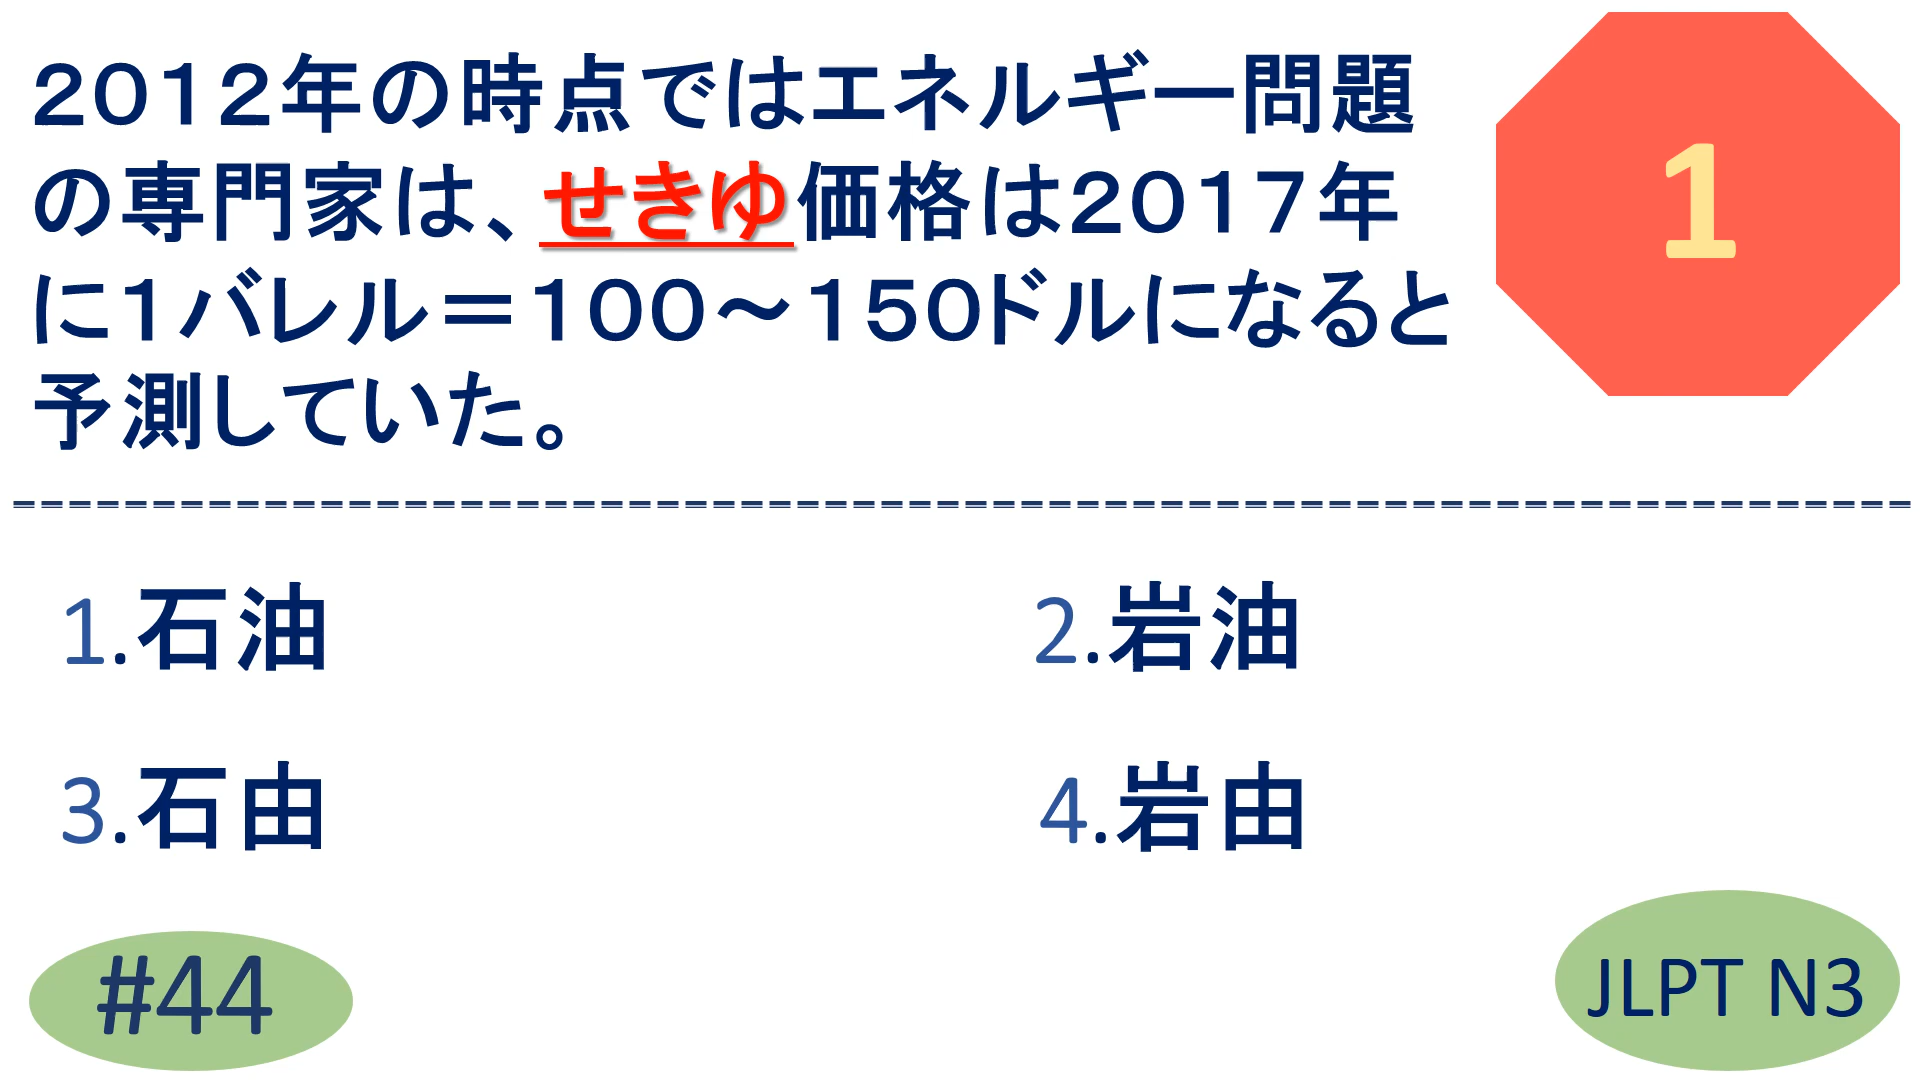 ２０１２年の時点ではエネルギー問題
の専門家は、せきゆ価格は２０１７年
に１バレル＝１００～１５０ドルになると
予測していた。
1
1.石油
2.岩油
3.石由
4.岩由
#44
JLPT N3